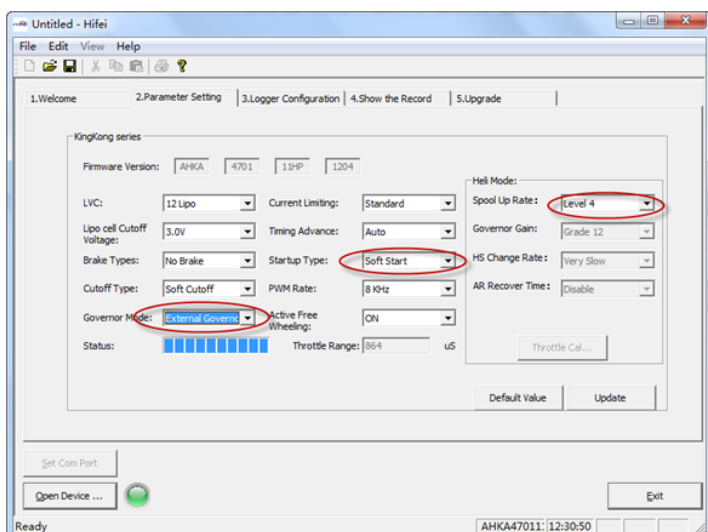 Untitled - Hifei
File Edit View Help
1.Welcome 2.Parameter Setting 3.Logger Configuration 4.Show the Record 5.Upgrade
KingKong series
Firmware Version: AHKA 4701 11HP 1204
Heli Mode:
LVC: 12 Lipo Current Limiting: Standard Spool Up Rate: Level 4
Lipo cell Cutoff Voltage: 3.0V Timing Advance: Auto Governor Gain: Grade 12
Brake Types: No Brake Startup Type: Soft Start HS Change Rate: Very Slow
Cutoff Type: Soft Cutoff PWM Rate: 8 KHz AR Recover Time: Disable
Governor Mode: External Governo Active Free Wheeling: ON
Status: Throttle Range: 864 uS Throttle Cal...
Default Value Update
Set Com Port
Open Device ... Exit
Ready AHKA47011: 12:30:50